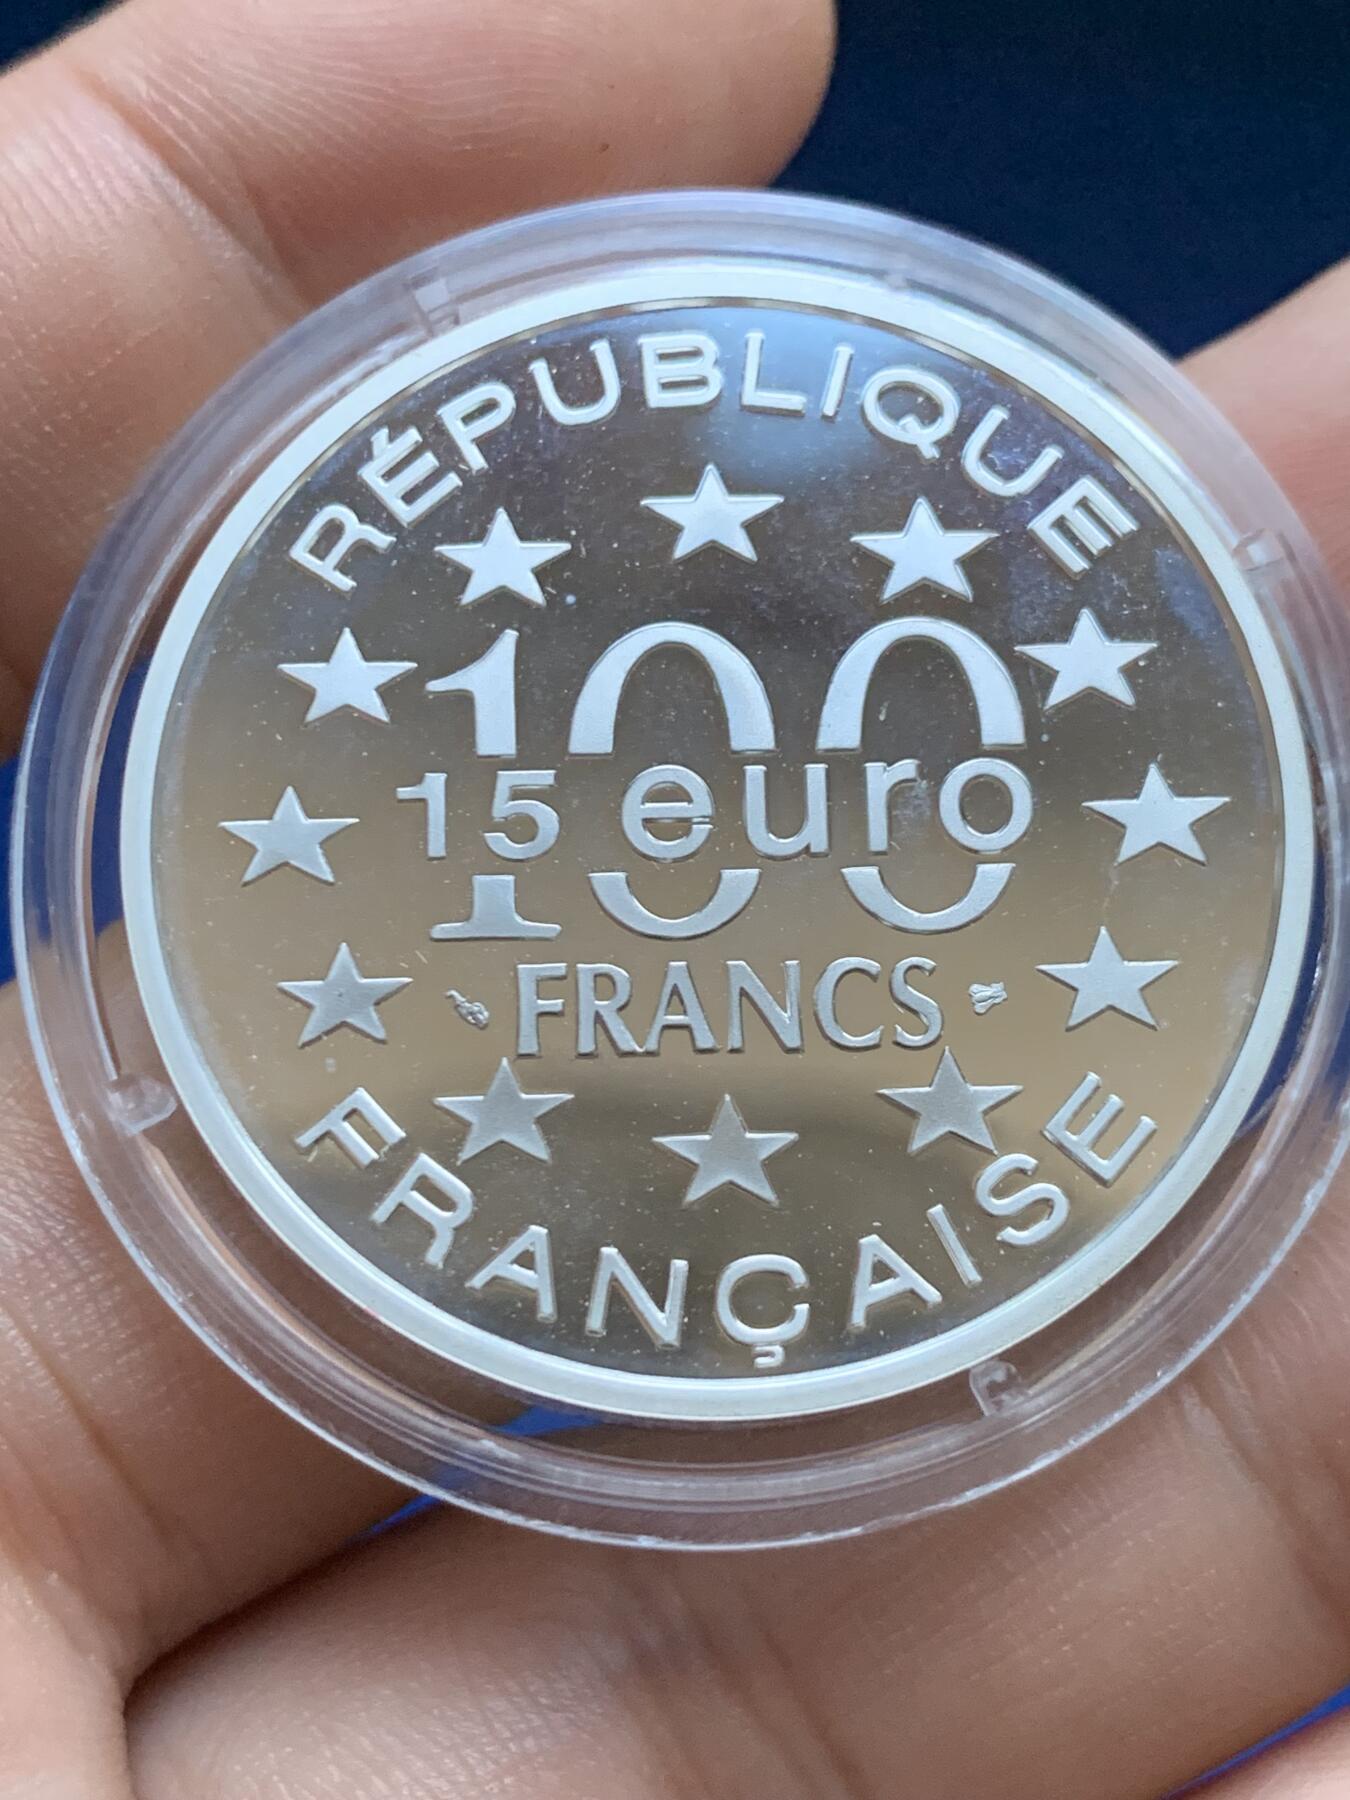 RÉPUBLIQUE
100
15 euro
FRANCS
FRANÇAISE